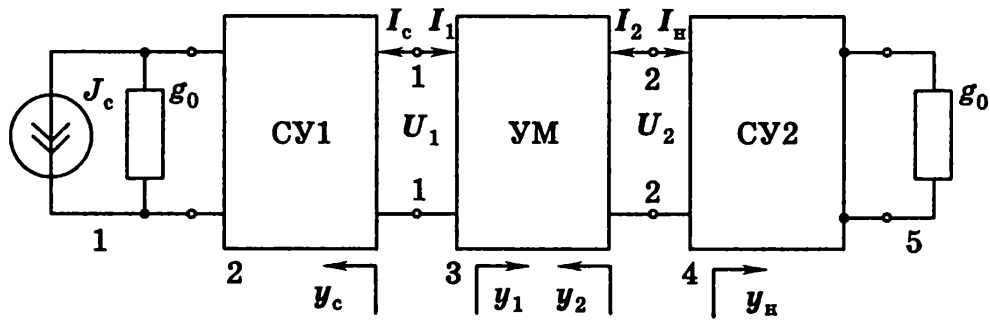 I_с I_1 I_2 I_н
1 2
J_с g_0 g_0
СУ1 U_1 УМ U_2 СУ2
1 2
1 2 3 4 5
y_с y_1 y_2 y_н